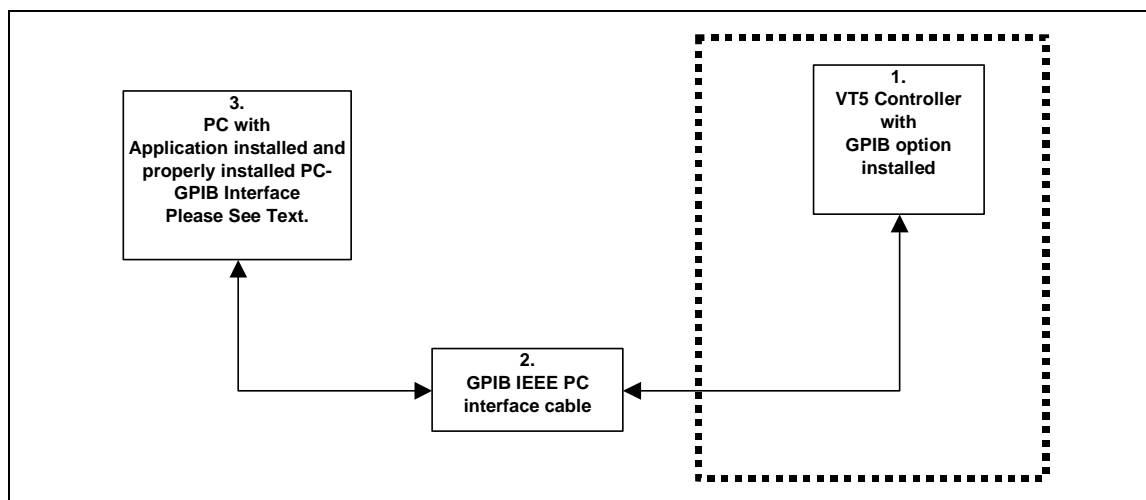 3.
PC with
Application installed and
properly installed PC-
GPIB Interface
Please See Text.
1.
VT5 Controller
with
GPIB option
installed
2.
GPIB IEEE PC
interface cable